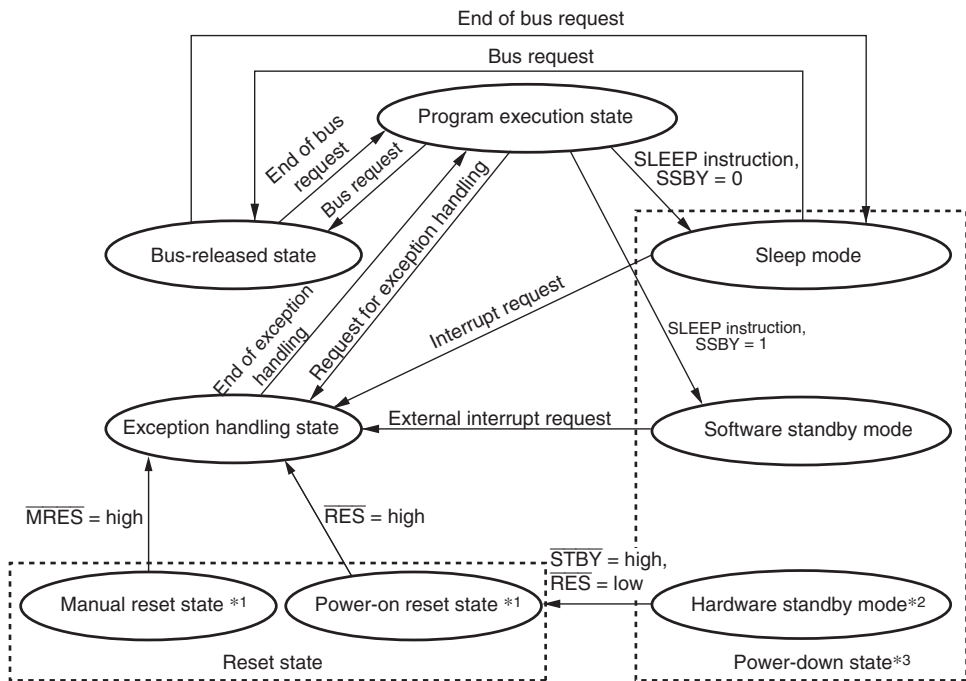 End of bus request
Bus request
Program execution state
End of bus
request
Bus request
SLEEP instruction,
SSBY = 0
Bus-released state
Sleep mode
End of exception
handling
Request for exception handling
Interrupt request
SLEEP instruction,
SSBY = 1
Exception handling state
External interrupt request
Software standby mode
MRES = high
RES = high
STBY = high,
RES = low
Manual reset state *1
Power-on reset state *1
Hardware standby mode*2
Reset state
Power-down state*3